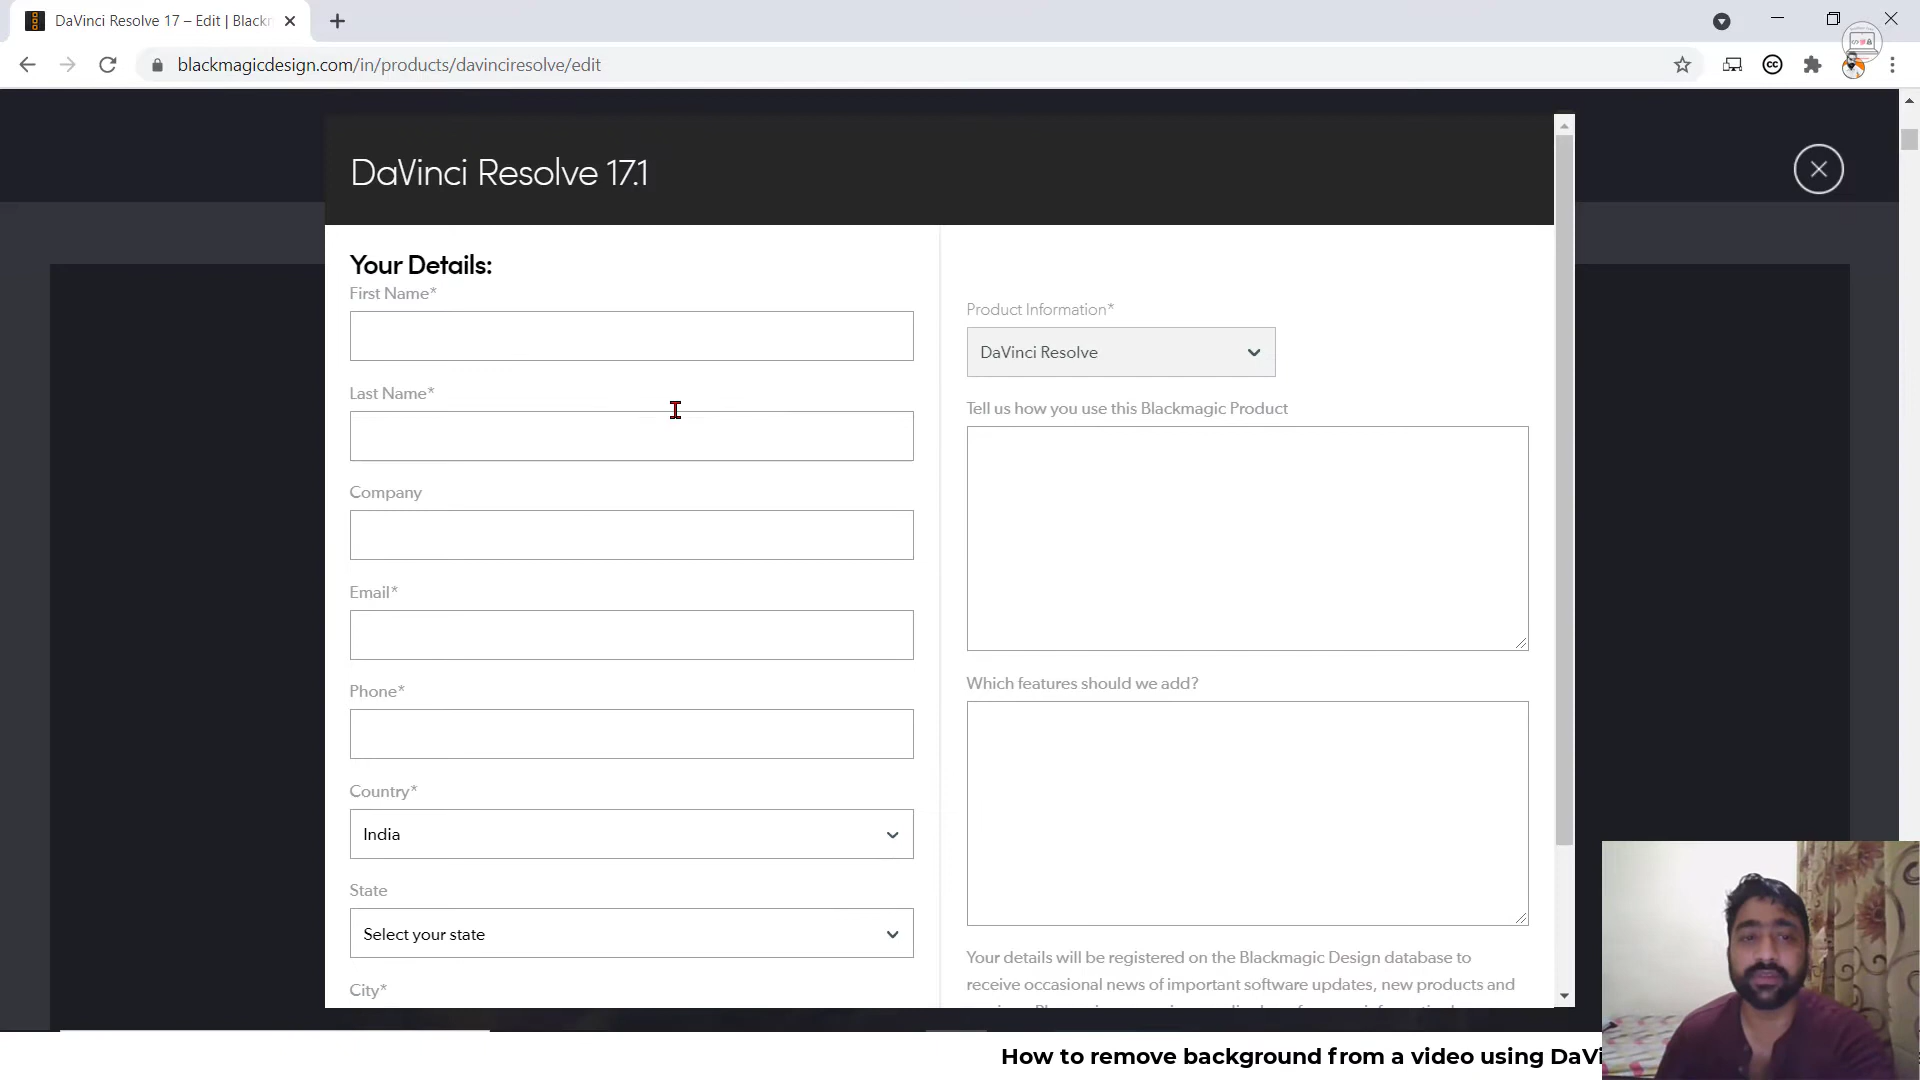 DaVinci Resolve 17 – Edit | Black
blackmagicdesign.com/in/products/davinciresolve/edit
DaVinci Resolve 17.1
Your Details:
First Name*
Last Name*
Company
Email*
Phone*
Country*
India
State
Select your state
City*
Product Information*
DaVinci Resolve
Tell us how you use this Blackmagic Product
Which features should we add?
Your details will be registered on the Blackmagic Design database to
receive occasional news of important software updates, new products and
How to remove background from a video using DaVi